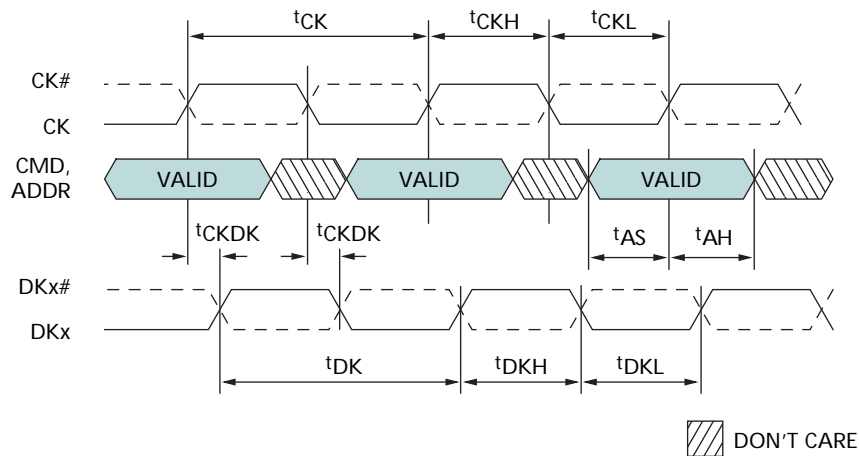 tCK tCKH tCKL
CK#
CK
CMD,
ADDR
VALID VALID VALID
tCKDK tCKDK tAS tAH
DKx#
DKx
tDK tDKH tDKL
DON'T CARE